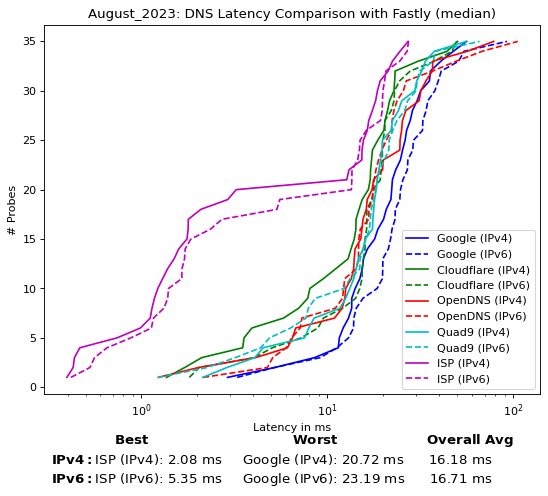 August_2023: DNS Latency Comparison with Fastly (median)
35
30
25
20
15
10
5
0
# Probes
Google (IPv4)
Google (IPv6)
Cloudflare (IPv4)
Cloudflare (IPv6)
OpenDNS (IPv4)
OpenDNS (IPv6)
Quad9 (IPv4)
Quad9 (IPv6)
ISP (IPv4)
ISP (IPv6)
10⁰ 10¹ 10²
Latency in ms
Best Worst Overall Avg
IPv4: ISP (IPv4): 2.08 ms Google (IPv4): 20.72 ms 16.18 ms
IPv6: ISP (IPv6): 5.35 ms Google (IPv6): 23.19 ms 16.71 ms